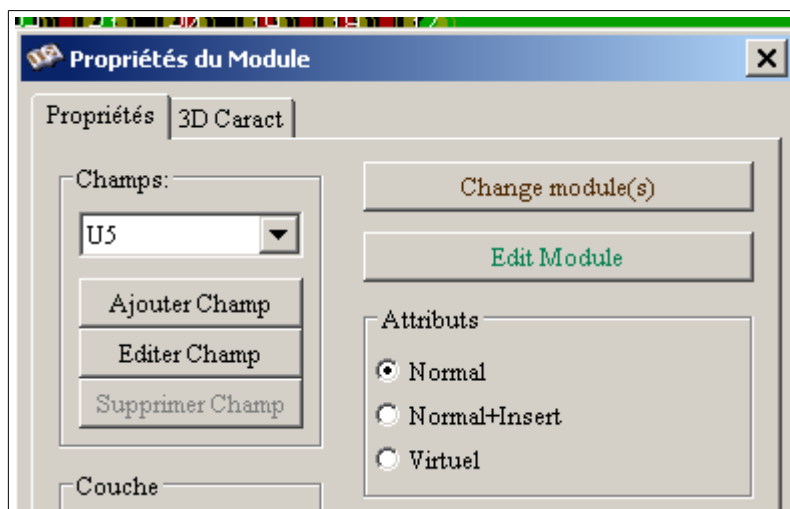 Propriétés du Module
Propriétés 3D Caract
Champs:
U5
Ajouter Champ
Editer Champ
Supprimer Champ
Couche
Change module(s)
Edit Module
Attributs
Normal
Normal+Insert
Virtuel